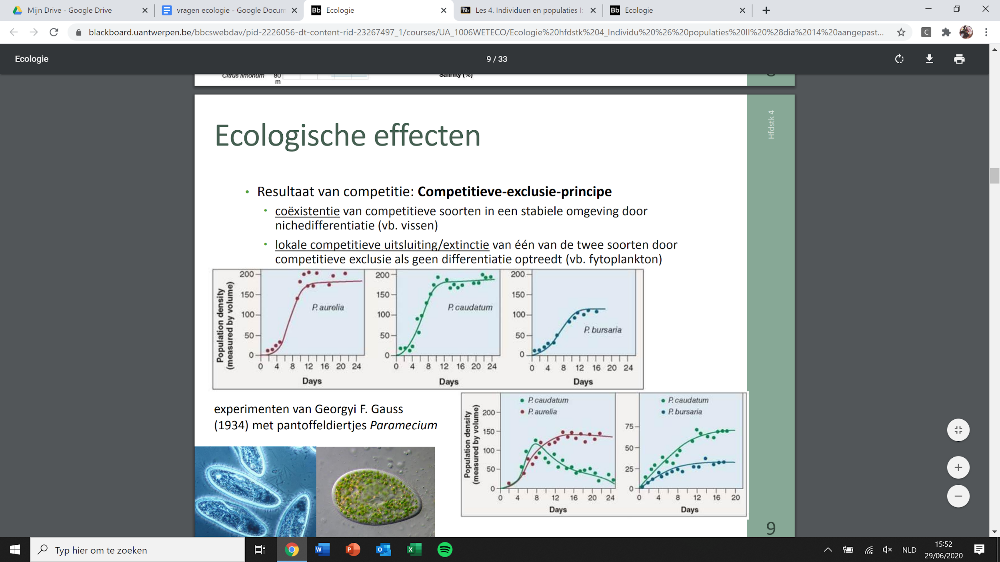 Mijn Drive - Google Drive
vragen ecologie - Google Docum
Bb Ecologie
Bb Les 4. Individuen en populaties I:
Bb Ecologie
blackboard.uantwerpen.be/bbcswebdav/pid-2226056-dt-content-rid-23267497_1/courses/UA_1006WETECO/Ecologie%20hfdstk%204_Individu%20%26%20populaties%20II%20%28dia%2014%20aangepast...
C
Ecologie
9 / 33
Citrus limonum 80
m
Salinity (%)
Hfdstk 4
Ecologische effecten
• Resultaat van competitie: Competitieve-exclusie-principe
• coëxistentie van competitieve soorten in een stabiele omgeving door
nichedifferentiatie (vb. vissen)
• lokale competitieve uitsluiting/extinctie van één van de twee soorten door
competitieve exclusie als geen differentiatie optreedt (vb. fytoplankton)
Population density
(measured by volume)
200
150
100
50
0
P. aurelia
0 4 8 12 16 20 24
Days
200
150
100
50
0
P. caudatum
0 4 8 12 16 20 24
Days
200
150
100
50
0
P. bursaria
0 4 8 12 16 20 24
Days
experimenten van Georgyi F. Gauss
(1934) met pantoffeldiertjes Paramecium
Population density
(measured by volume)
P. caudatum
P. aurelia
200
150
100
50
0
0 4 8 12 16 20 24
Days
P. caudatum
P. bursaria
75
50
25
0
0 4 8 12 16 20
Days
9
Typ hier om te zoeken
NLD
15:52
29/06/2020